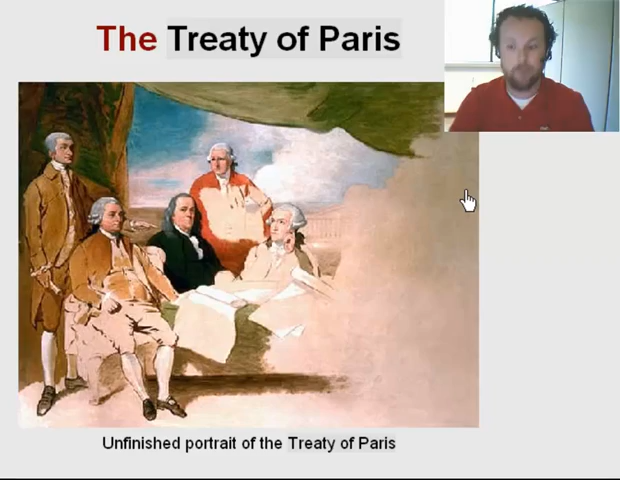 The Treaty of Paris
Unfinished portrait of the Treaty of Paris